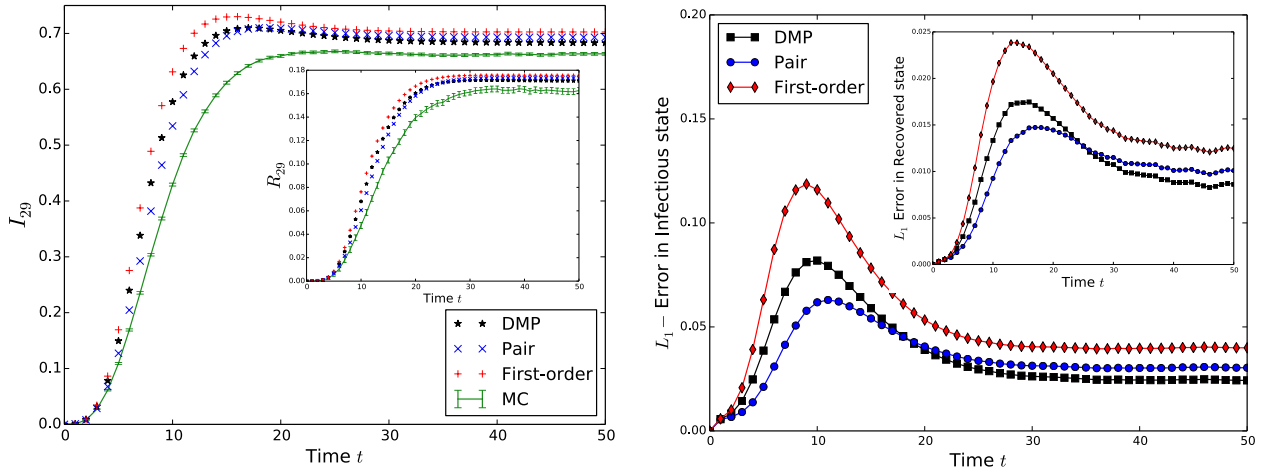 0.7
0.6
0.5
0.4
0.3
0.2
0.1
0.0
I29
0 10 20 30 40 50
Time t
0.18
0.16
0.14
0.12
0.10
0.08
0.06
0.04
0.02
0.00
R29
0 10 20 30 40 50
Time t
DMP
Pair
First-order
MC
0.20
0.15
0.10
0.05
0.00
L1− Error in Infectious state
0 10 20 30 40 50
Time t
DMP
Pair
First-order
0.025
0.020
0.015
0.010
0.005
0.000
L1 Error in Recovered state
0 10 20 30 40 50
Time t